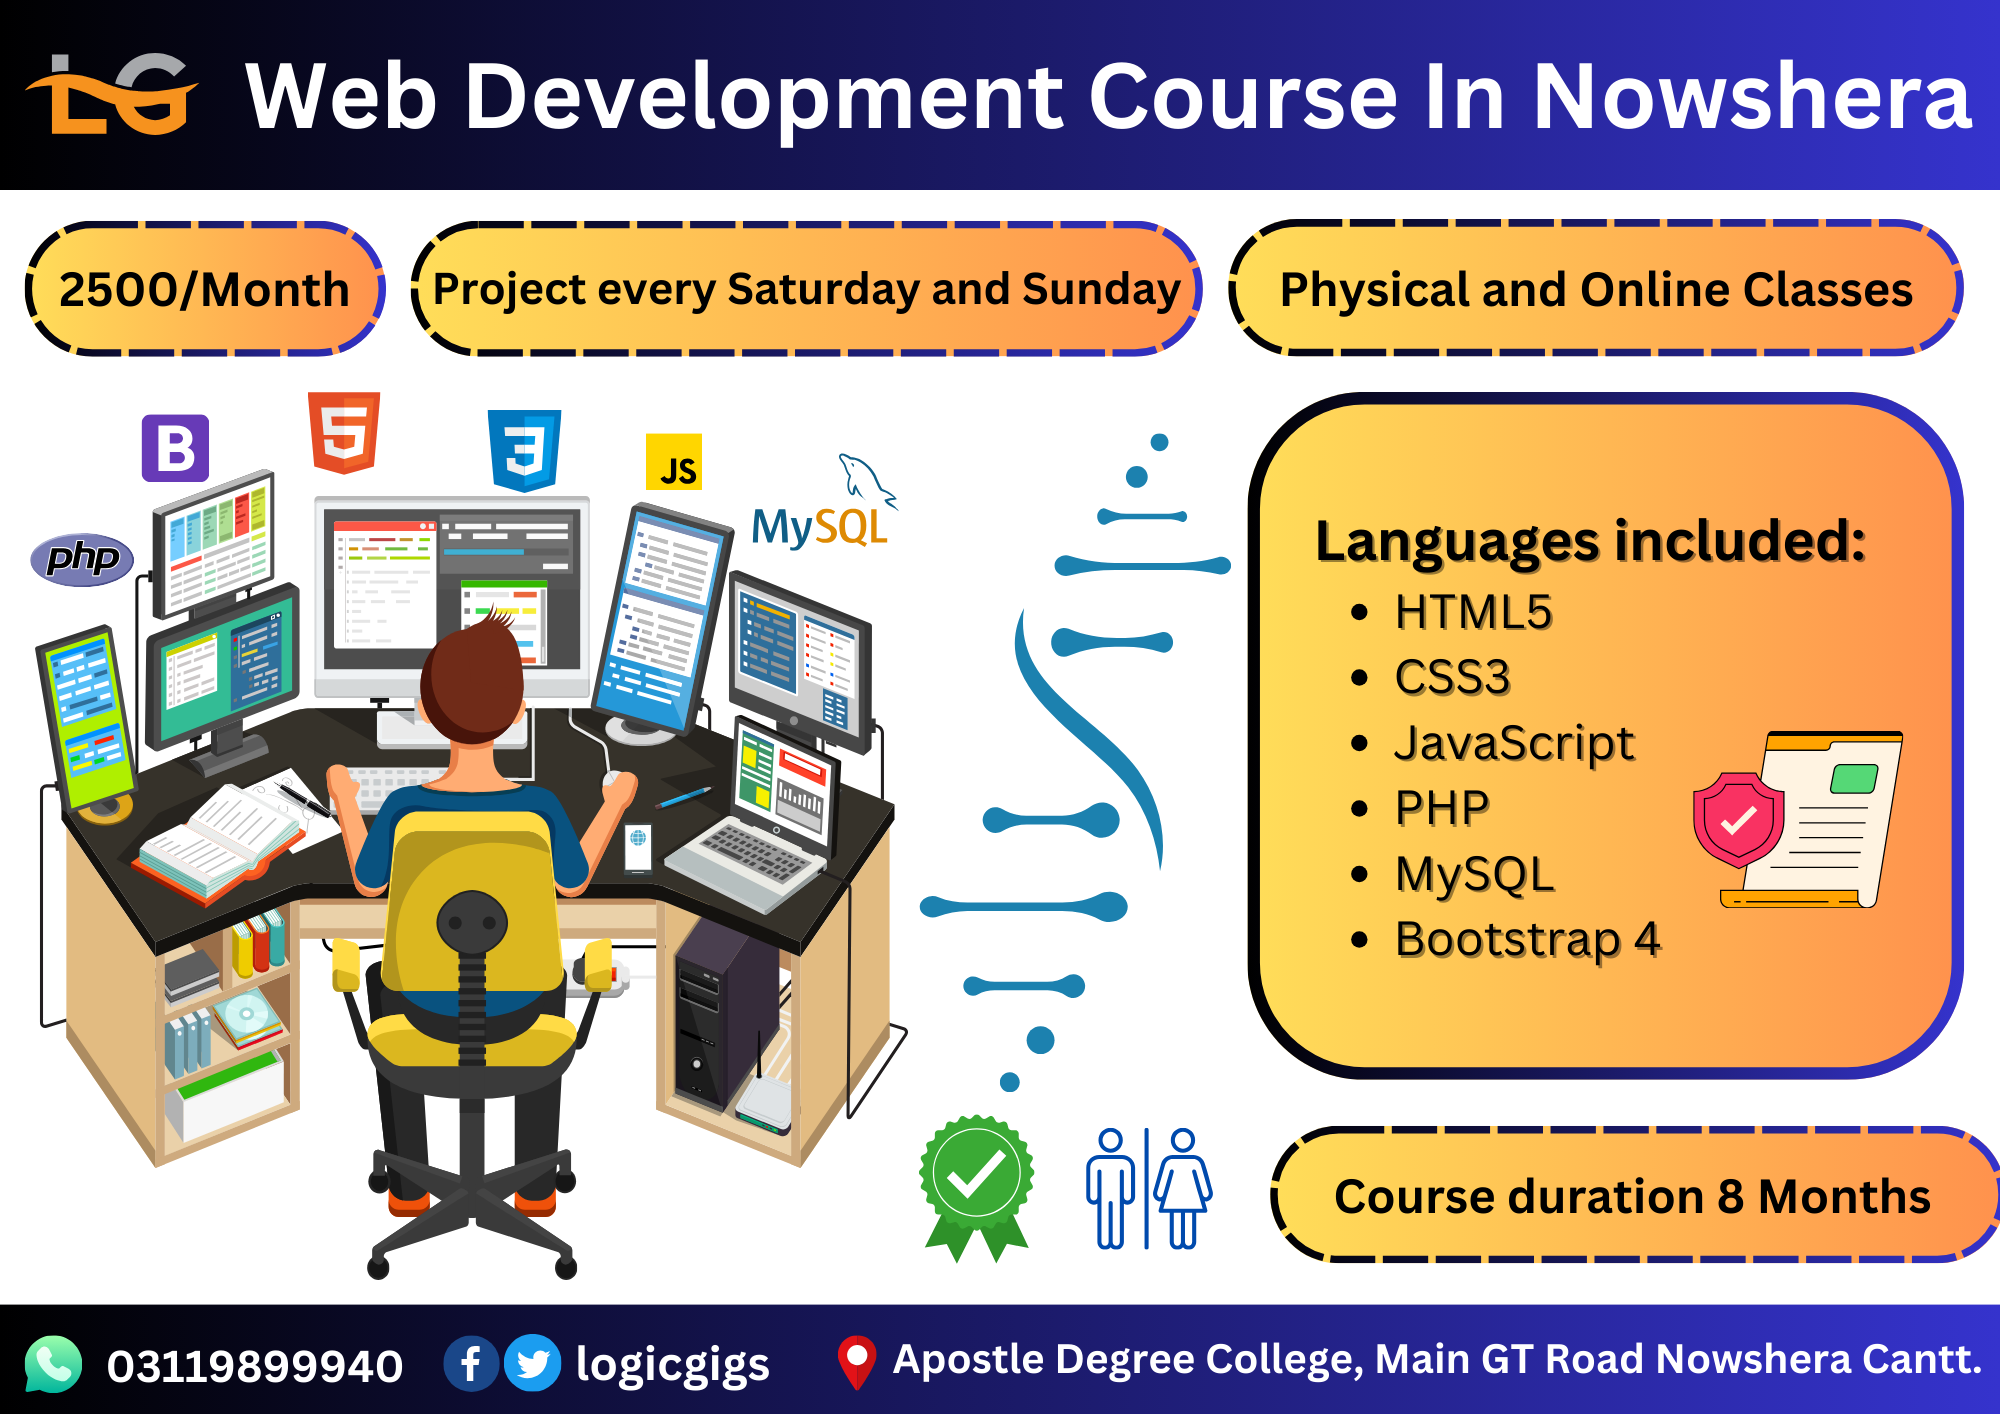 LG
Web Development Course In Nowshera
2500/Month
Project every Saturday and Sunday
Physical and Online Classes
B
5
3
JS
MySQL
php
Languages included:
• HTML5
• CSS3
• JavaScript
• PHP
• MySQL
• Bootstrap 4
Course duration 8 Months
03119899940
logicgigs
Apostle Degree College, Main GT Road Nowshera Cantt.